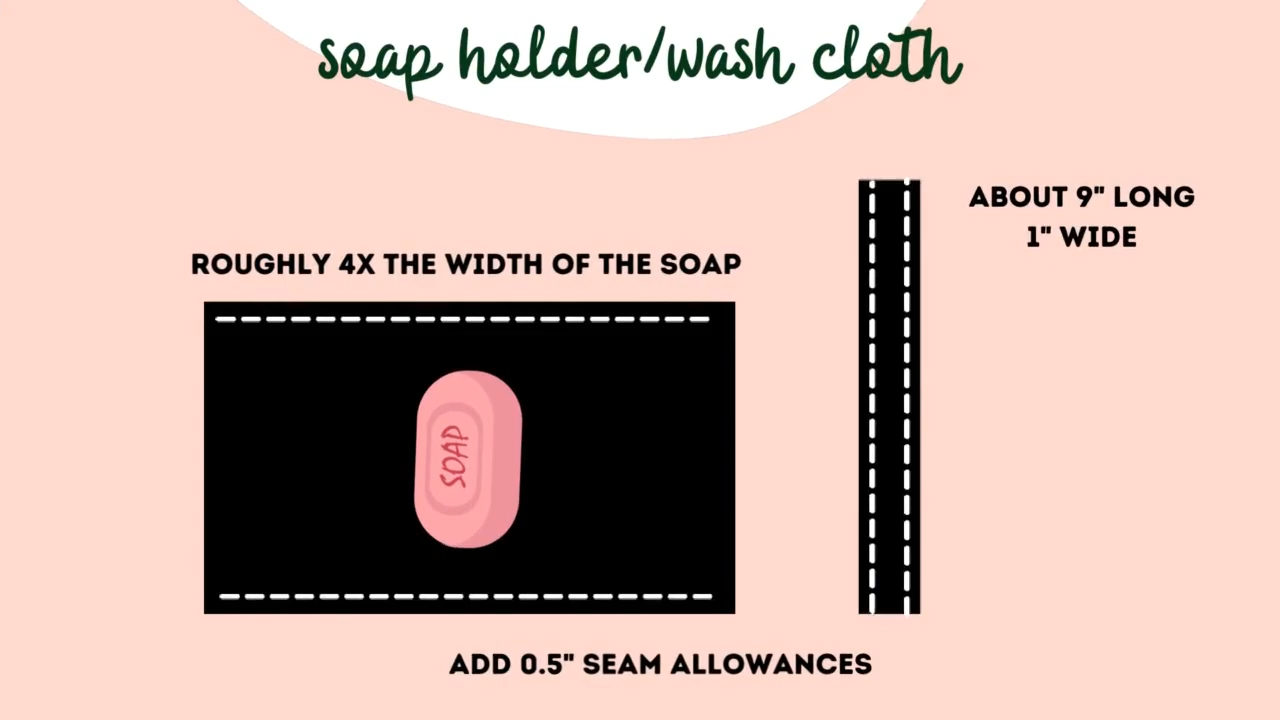 soap holder/wash cloth
ABOUT 9" LONG
1" WIDE
ROUGHLY 4X THE WIDTH OF THE SOAP
SOAP
ADD 0.5" SEAM ALLOWANCES